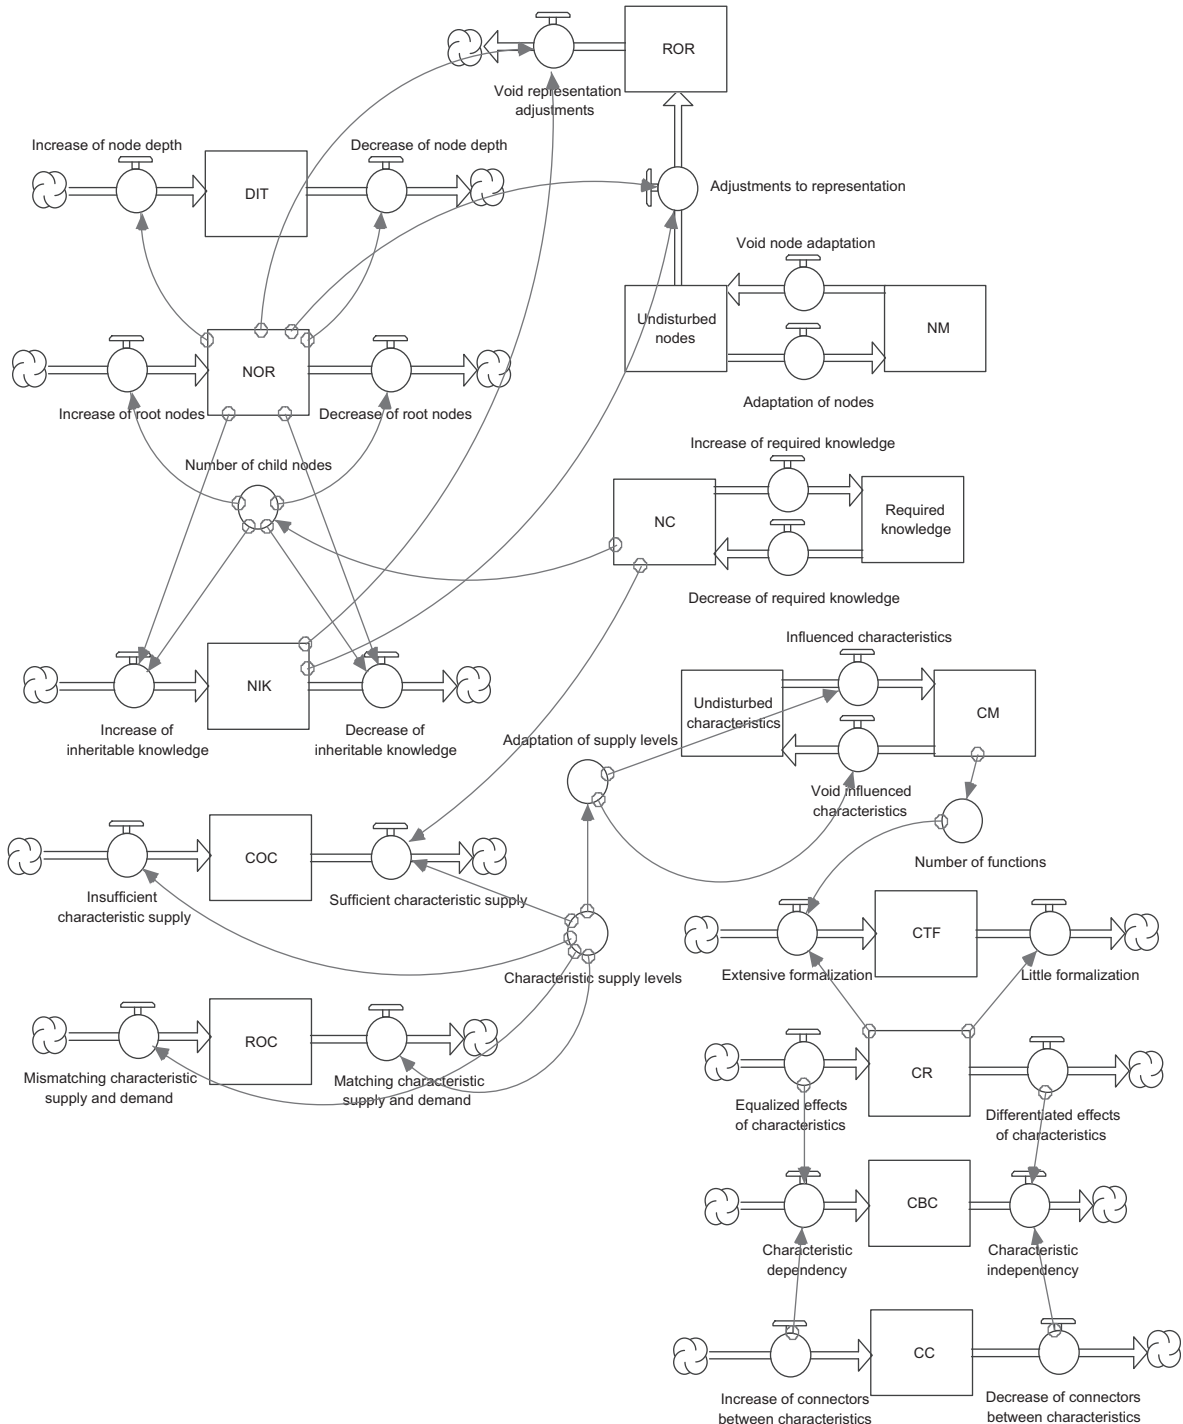 ROR
Void representation
adjustments
Increase of node depth
Decrease of node depth
DIT
Adjustments to representation
Void node adaptation
Undisturbed
nodes
NM
NOR
Increase of root nodes
Decrease of root nodes
Adaptation of nodes
Increase of required knowledge
Number of child nodes
NC
Required
knowledge
Decrease of required knowledge
Influenced characteristics
NIK
Undisturbed
characteristics
CM
Increase of
inheritable knowledge
Decrease of
inheritable knowledge
Adaptation of supply levels
Void influenced
characteristics
COC
Number of functions
Insufficient
characteristic supply
Sufficient characteristic supply
CTF
Characteristic supply levels
Extensive formalization
Little formalization
ROC
CR
Mismatching characteristic
supply and demand
Matching characteristic
supply and demand
Equalized effects
of characteristics
Differentiated effects
of characteristics
CBC
Characteristic
dependency
Characteristic
independency
CC
Increase of connectors
between characteristics
Decrease of connectors
between characteristics